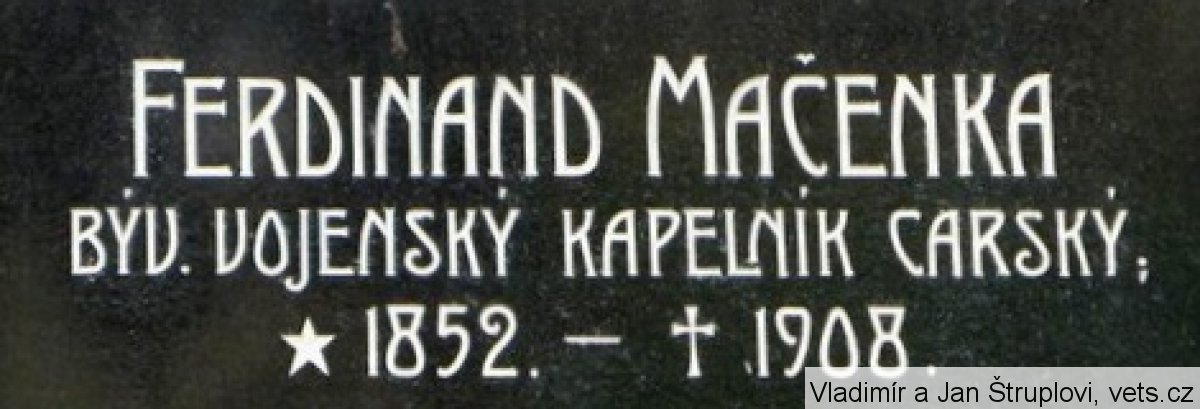 FERDINAND MAČENKA
BÝV. VOJENSKÝ KAPELNÍK CARSKÝ;
★ 1852. — † 1908.
Vladimír a Jan Štruplovi, vets.cz